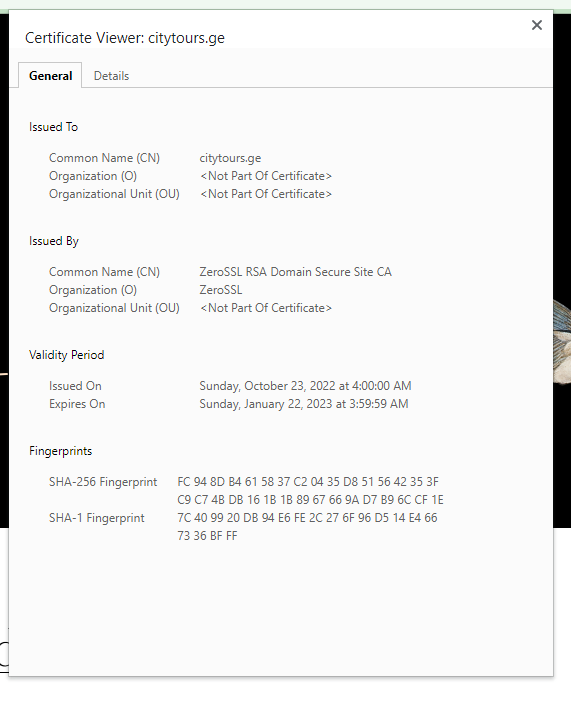 Certificate Viewer: citytours.ge
General Details
Issued To
Common Name (CN) citytours.ge
Organization (O) <Not Part Of Certificate>
Organizational Unit (OU) <Not Part Of Certificate>
Issued By
Common Name (CN) ZeroSSL RSA Domain Secure Site CA
Organization (O) ZeroSSL
Organizational Unit (OU) <Not Part Of Certificate>
Validity Period
Issued On Sunday, October 23, 2022 at 4:00:00 AM
Expires On Sunday, January 22, 2023 at 3:59:59 AM
Fingerprints
SHA-256 Fingerprint FC 94 8D B4 61 58 37 C2 04 35 D8 51 56 42 35 3F
C9 C7 4B DB 16 1B 1B 89 67 66 9A D7 B9 6C CF 1E
SHA-1 Fingerprint 7C 40 99 20 DB 94 E6 FE 2C 27 6F 96 D5 14 E4 66
73 36 BF FF